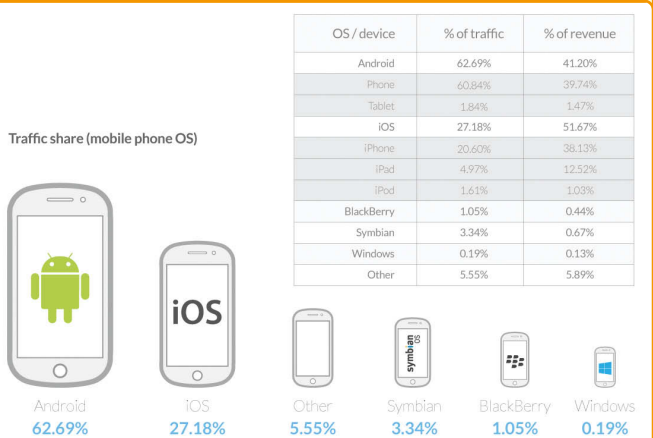 OS / device % of traffic % of revenue
Android 62.69% 41.20%
Phone 60.84% 39.74%
Tablet 1.84% 1.47%
iOS 27.18% 51.67%
iPhone 20.60% 38.13%
iPad 4.97% 12.52%
iPod 1.61% 1.03%
BlackBerry 1.05% 0.44%
Symbian 3.34% 0.67%
Windows 0.19% 0.13%
Other 5.55% 5.89%
Traffic share (mobile phone OS)
iOS
symbian
OS
Android iOS Other Symbian BlackBerry Windows
62.69% 27.18% 5.55% 3.34% 1.05% 0.19%